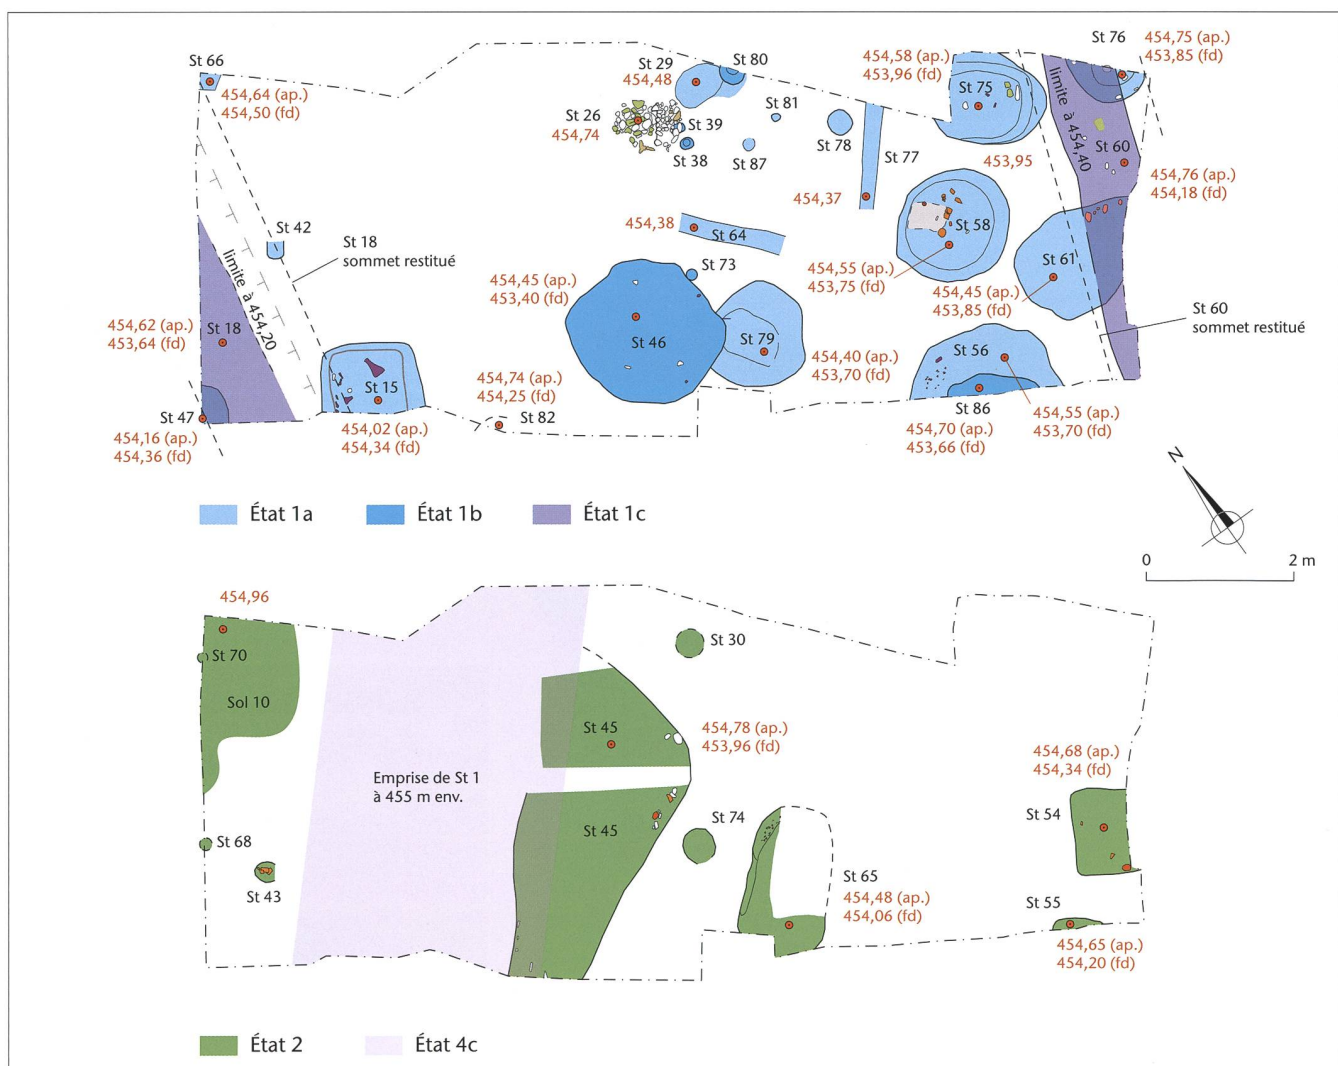 St 66
454,64 (ap.)
454,50 (fd)
St 42
St 18
sommet restitué
limite à 454,20
454,62 (ap.)
453,64 (fd)
St 18
St 47
454,16 (ap.)
454,36 (fd)
St 15
454,02 (ap.)
454,34 (fd)
454,74 (ap.)
454,25 (fd)
St 82
St 29
454,48
St 80
St 26
454,74
St 39
St 38
St 81
St 87
St 78
St 77
454,37
454,38
St 64
St 73
454,45 (ap.)
453,40 (fd)
St 46
St 79
454,40 (ap.)
453,70 (fd)
454,58 (ap.)
453,96 (fd)
St 75
453,95
St 58
454,55 (ap.)
453,75 (fd)
St 76
454,75 (ap.)
453,85 (fd)
limite à 454,40
St 60
454,76 (ap.)
454,18 (fd)
St 61
454,45 (ap.)
453,85 (fd)
St 60
sommet restitué
St 56
St 86
454,70 (ap.)
453,66 (fd)
454,55 (ap.)
453,70 (fd)
N
0
2 m
État 1a
État 1b
État 1c
454,96
St 70
Sol 10
St 68
St 43
Emprise de St 1
à 455 m env.
St 45
St 45
St 30
454,78 (ap.)
453,96 (fd)
St 74
St 65
454,48 (ap.)
454,06 (fd)
454,68 (ap.)
454,34 (fd)
St 54
St 55
454,65 (ap.)
454,20 (fd)
État 2
État 4c